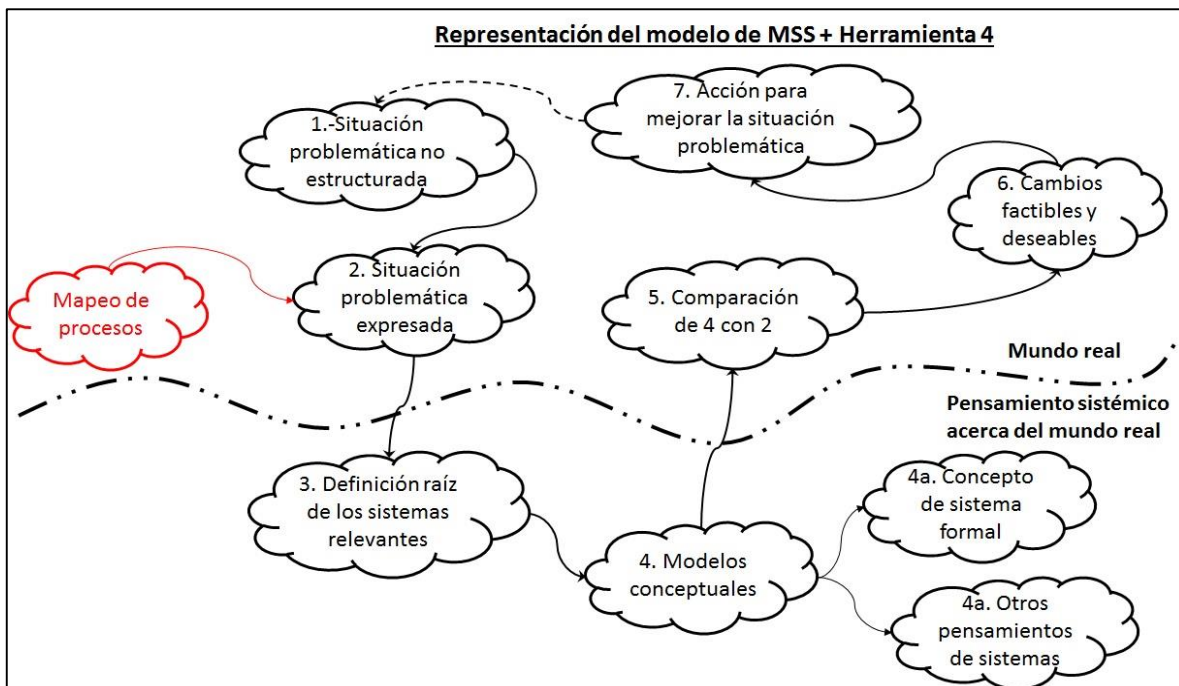 Representación del modelo de MSS + Herramienta 4
1.-Situación
problemática no
estructurada
7. Acción para
mejorar la situación
problemática
6. Cambios
factibles y
deseables
Mapeo de
procesos
2. Situación
problemática
expresada
5. Comparación
de 4 con 2
Mundo real
Pensamiento sistémico
acerca del mundo real
3. Definición raíz
de los sistemas
relevantes
4. Modelos
conceptuales
4a. Concepto
de sistema
formal
4a. Otros
pensamientos
de sistemas